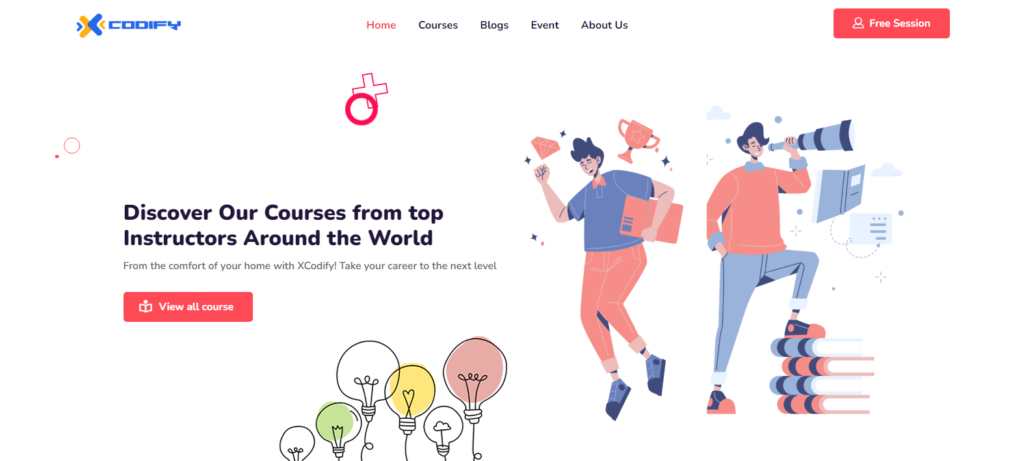 XCODIFY
Home Courses Blogs Event About Us
Free Session
Discover Our Courses from top
Instructors Around the World
From the comfort of your home with XCodify! Take your career to the next level
View all course